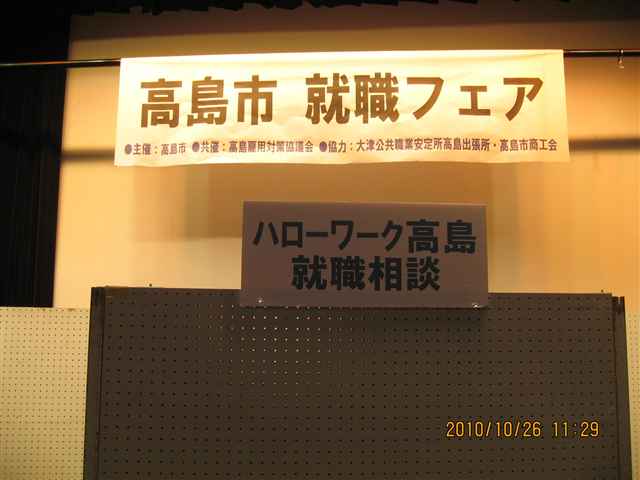 高島市 就職フェア
●主催：高島市 ●共催：高島雇用対策協議会 ●協力：大津公共職業安定所高島出張所・高島市商工会
ハローワーク高島
就職相談
2010/10/26 11:29